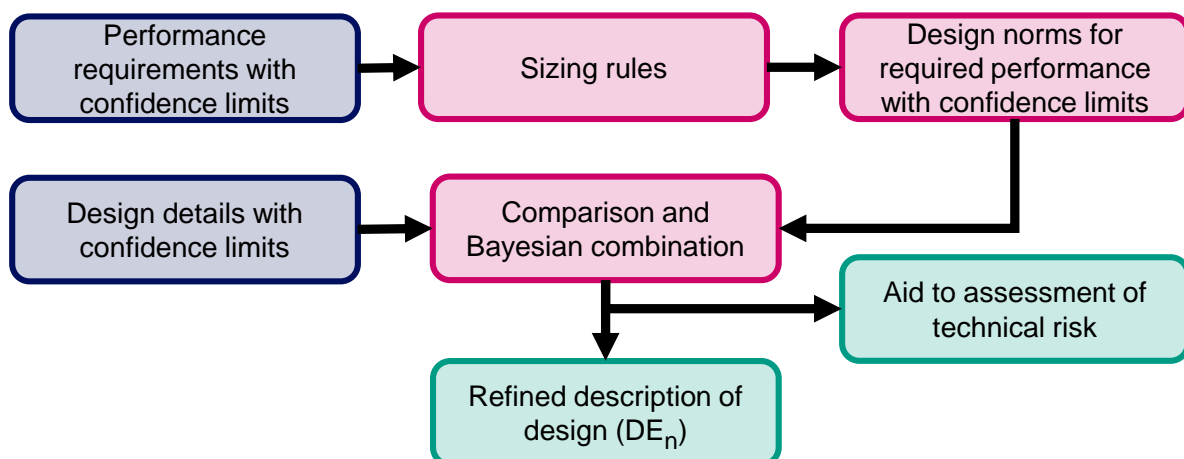 Performance
requirements with
confidence limits
Sizing rules
Design norms for
required performance
with confidence limits
Design details with
confidence limits
Comparison and
Bayesian combination
Aid to assessment of
technical risk
Refined description of
design (DEn)